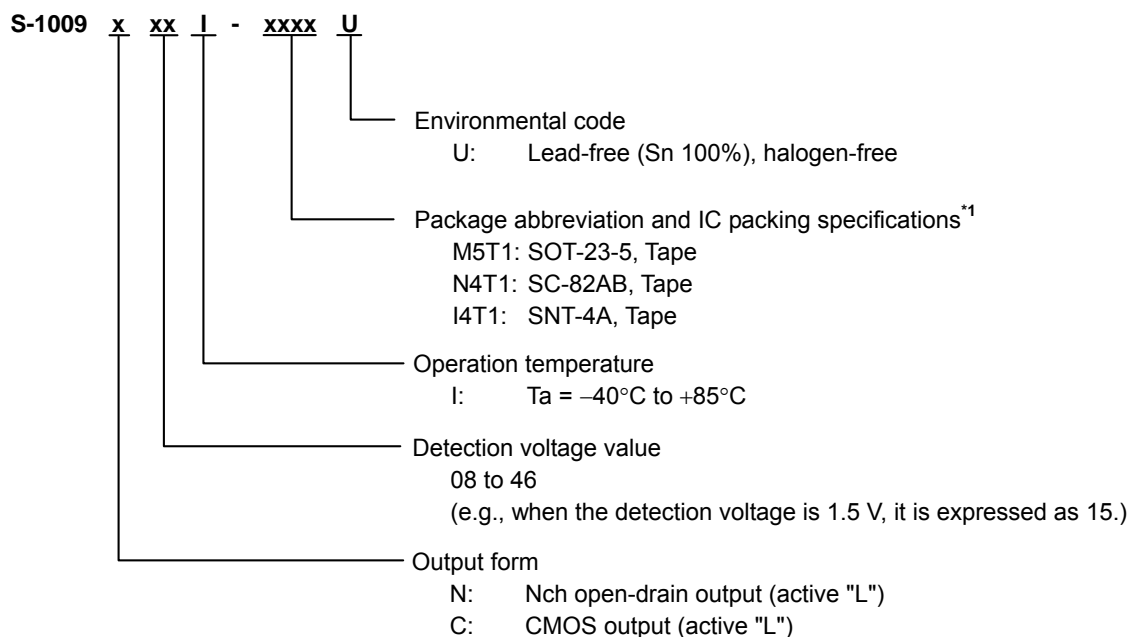 S-1009 x xx I - xxxx U
Environmental code
U: Lead-free (Sn 100%), halogen-free
Package abbreviation and IC packing specifications*1
M5T1: SOT-23-5, Tape
N4T1: SC-82AB, Tape
I4T1: SNT-4A, Tape
Operation temperature
I: Ta = −40°C to +85°C
Detection voltage value
08 to 46
(e.g., when the detection voltage is 1.5 V, it is expressed as 15.)
Output form
N: Nch open-drain output (active "L")
C: CMOS output (active "L")